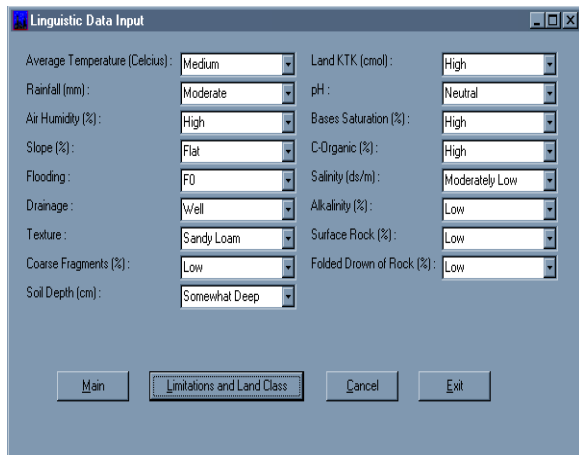 Linguistic Data Input
Average Temperature (Celcius) : Medium
Rainfall (mm) : Moderate
Air Humidity (%) : High
Slope (%) : Flat
Flooding : F0
Drainage : Well
Texture : Sandy Loam
Coarse Fragments (%) : Low
Soil Depth (cm) : Somewhat Deep
Land KTK (cmol) : High
pH : Neutral
Bases Saturation (%) : High
C-Organic (%) : High
Salinity (ds/m) : Moderately Low
Alkalinity (%) : Low
Surface Rock (%) : Low
Folded Drown of Rock (%) : Low
Main Limitations and Land Class Cancel Exit